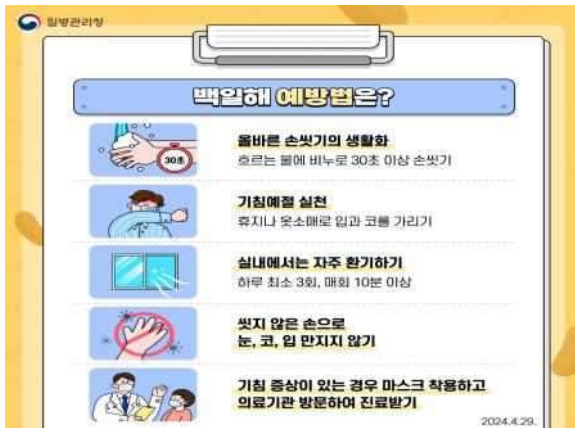 질병관리청
백일해 예방법은?
30초
올바른 손씻기의 생활화
흐르는 물에 비누로 30초 이상 손씻기
기침예절 실천
휴지나 옷소매로 입과 코를 가리기
실내에서는 자주 환기하기
하루 최소 3회, 매회 10분 이상
씻지 않은 손으로
눈, 코, 입 만지지 않기
기침 증상이 있는 경우 마스크 착용하고
의료기관 방문하여 진료받기
2024.4.29.